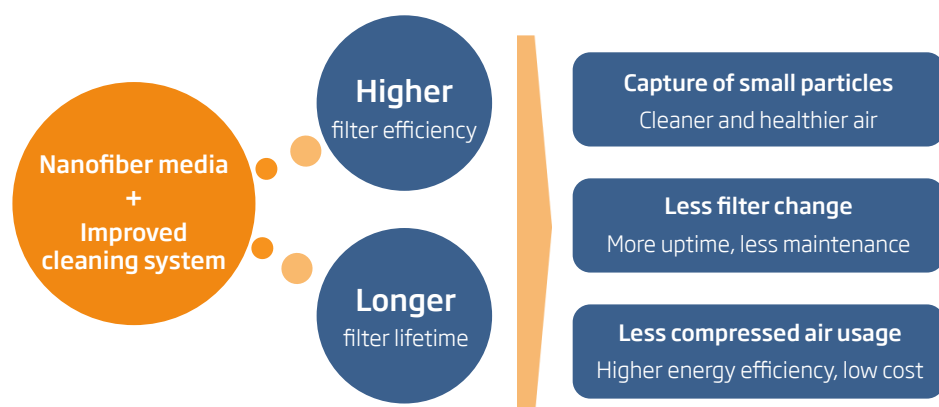 Nanofiber media
+
Improved
cleaning system
Higher
filter efficiency
Longer
filter lifetime
Capture of small particles
Cleaner and healthier air
Less filter change
More uptime, less maintenance
Less compressed air usage
Higher energy efficiency, low cost